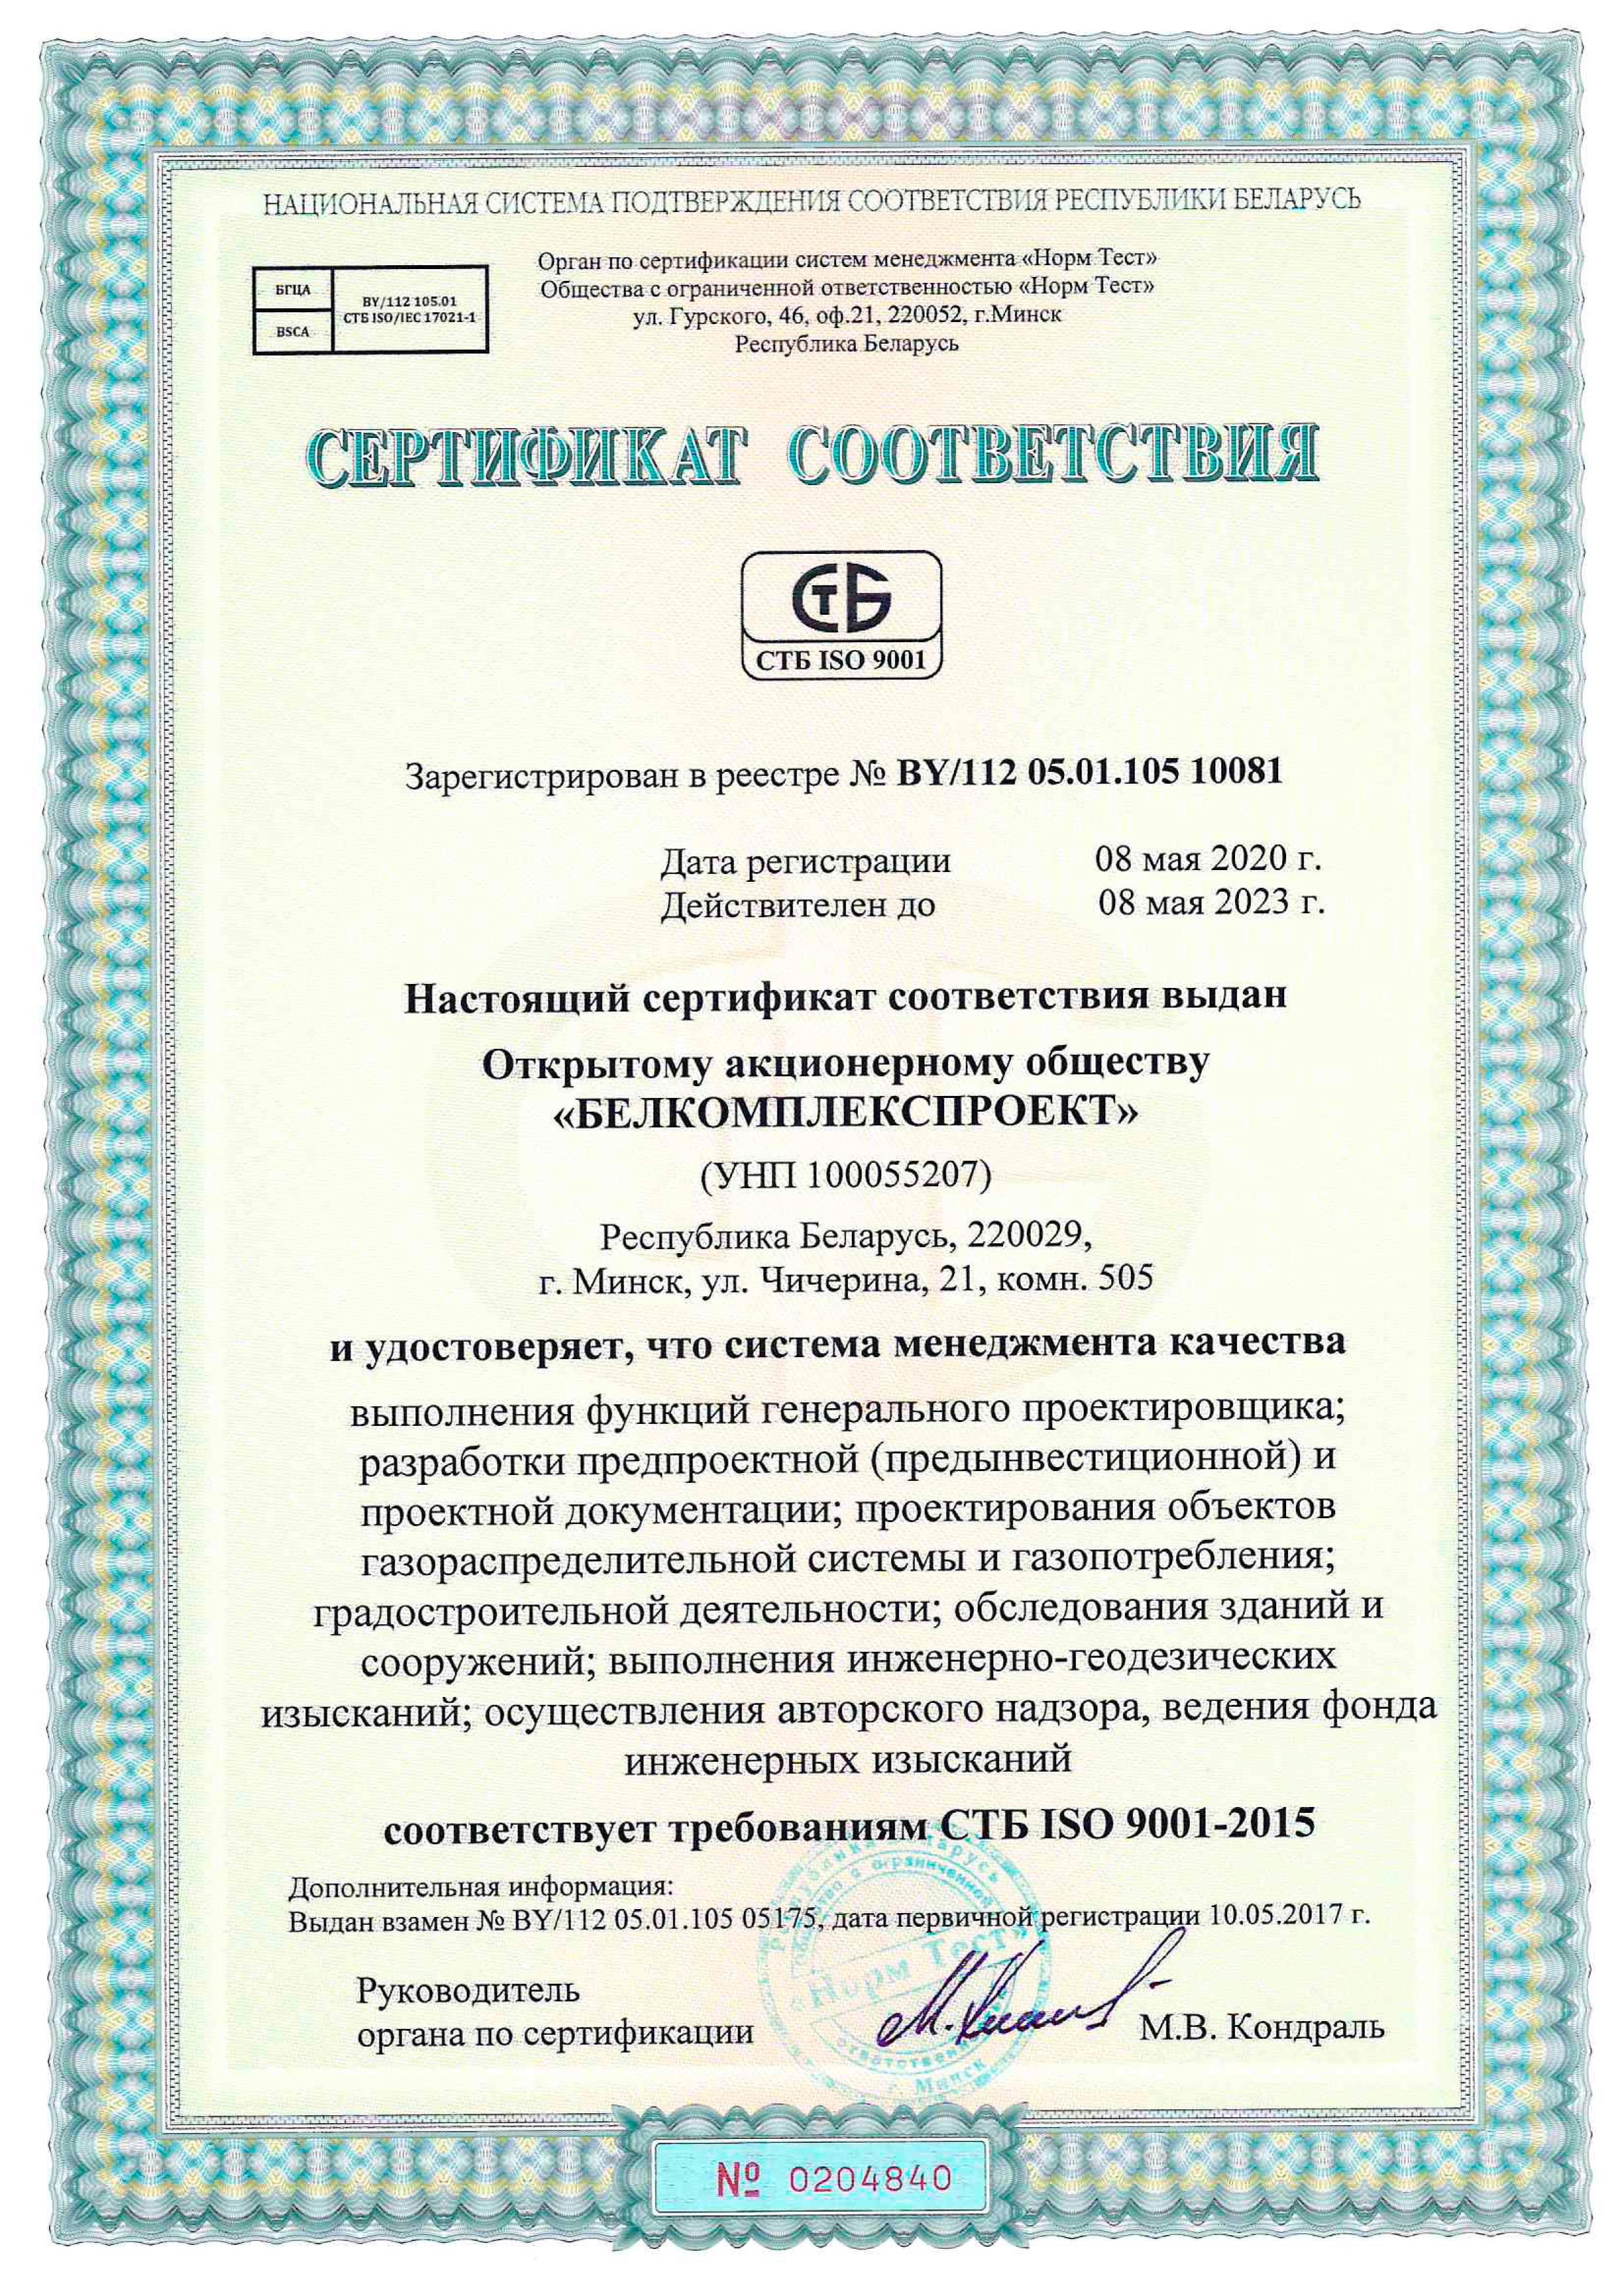 НАЦИОНАЛЬНАЯ СИСТЕМА ПОДТВЕРЖДЕНИЯ СООТВЕТСТВИЯ РЕСПУБЛИКИ БЕЛАРУСЬ
БГЦА
BSCA
BY/112 105.01
СТБ ISO/IEC 17021-1
Орган по сертификации систем менеджмента «Норм Тест»
Общества с ограниченной ответственностью «Норм Тест»
ул. Гурского, 46, оф.21, 220052, г.Минск
Республика Беларусь
СЕРТИФИКАТ СООТВЕТСТВИЯ
СТБ
СТБ ISO 9001
Зарегистрирован в реестре № BY/112 05.01.105 10081
Дата регистрации 08 мая 2020 г.
Действителен до 08 мая 2023 г.
Настоящий сертификат соответствия выдан
Открытому акционерному обществу
«БЕЛКОМПЛЕКСПРОЕКТ»
(УНП 100055207)
Республика Беларусь, 220029,
г. Минск, ул. Чичерина, 21, комн. 505
и удостоверяет, что система менеджмента качества
выполнения функций генерального проектировщика;
разработки предпроектной (предынвестиционной) и
проектной документации; проектирования объектов
газораспределительной системы и газопотребления;
градостроительной деятельности; обследования зданий и
сооружений; выполнения инженерно-геодезических
изысканий; осуществления авторского надзора, ведения фонда
инженерных изысканий
соответствует требованиям СТБ ISO 9001-2015
Дополнительная информация:
Выдан взамен № BY/112 05.01.105 05175, дата первичной регистрации 10.05.2017 г.
Руководитель
органа по сертификации
М.В. Кондраль
«Норм Тест»
г. Минск
№ 0204840